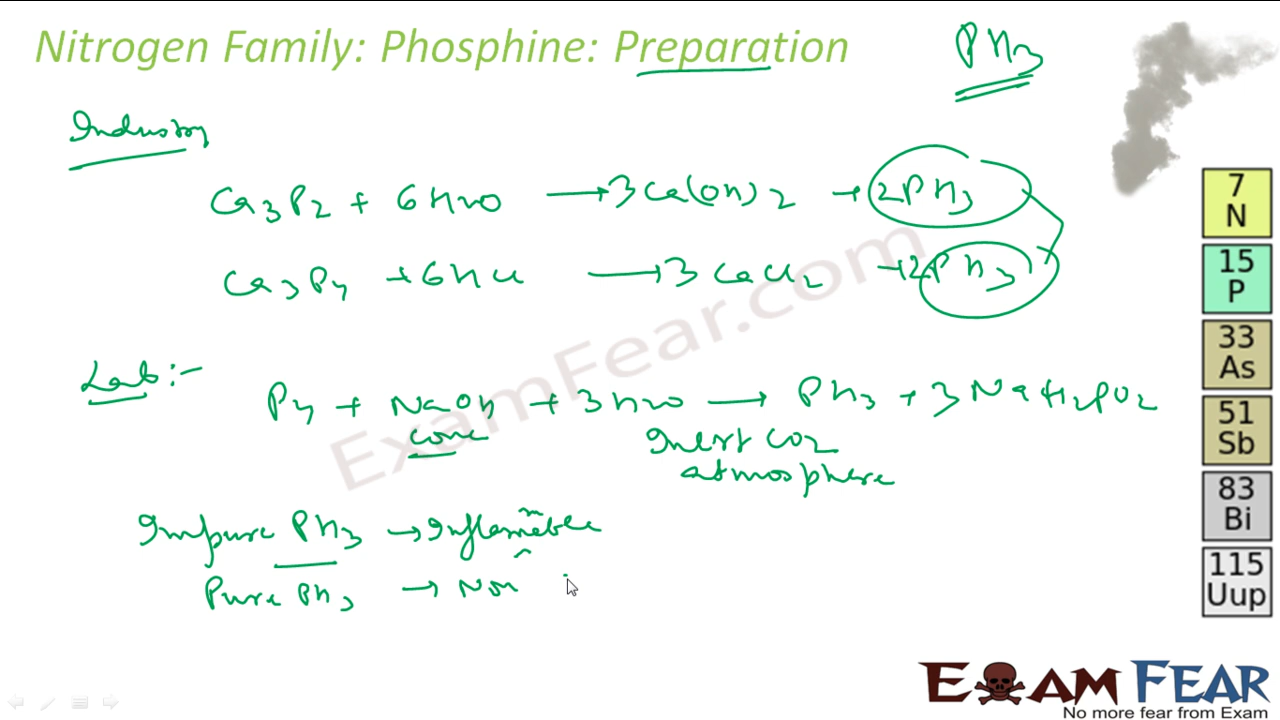 Nitrogen Family: Phosphine: Preparation
PH3
Industry
Ca3P2 + 6H2O → 3Ca(OH)2 + 2PH3
Ca3P2 + 6HCl → 3CaCl2 + 2PH3
Lab:-
P4 + NaOH + 3H2O → PH3 + 3NaH2PO2
conc
Inert CO2
atmosphere
Impure PH3 → Inflammable
Pure PH3 → Non
7
N
15
P
33
As
51
Sb
83
Bi
115
Uup
ExamFear.com
EXAM FEAR
No more fear from Exam